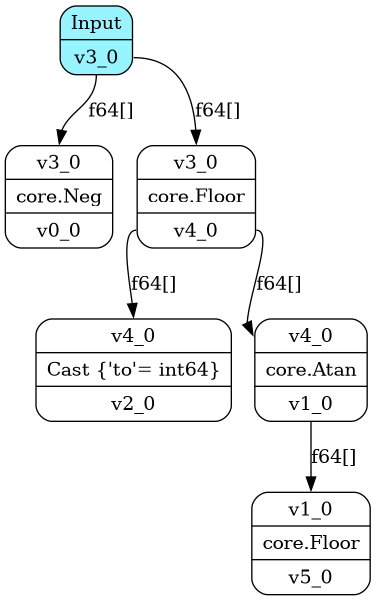 Input
v3_0
f64[]
f64[]
v3_0
core.Neg
v0_0
v3_0
core.Floor
v4_0
f64[]
f64[]
v4_0
Cast {'to'= int64}
v2_0
v4_0
core.Atan
v1_0
f64[]
v1_0
core.Floor
v5_0